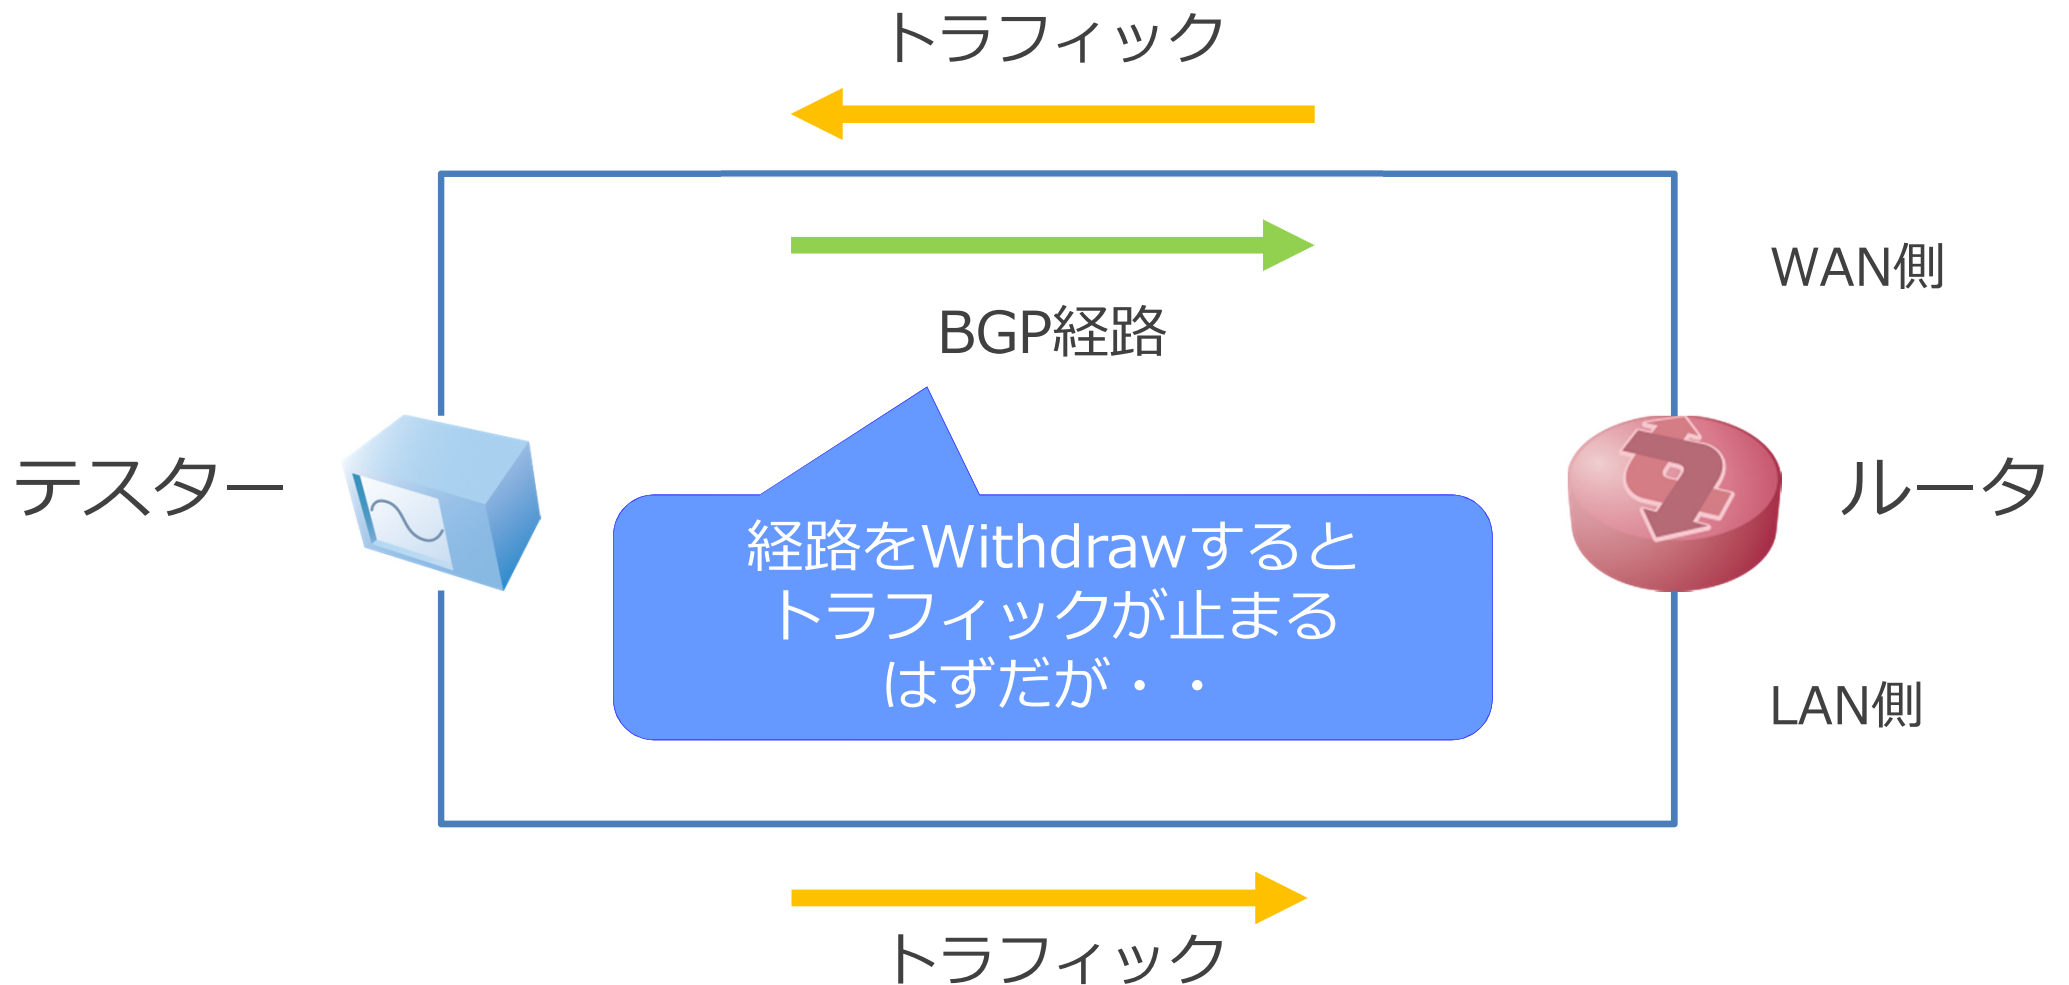 トラフィック
WAN側
BGP経路
テスター
ルータ
経路をWithdrawすると
トラフィックが止まる
はずだが・・
LAN側
トラフィック